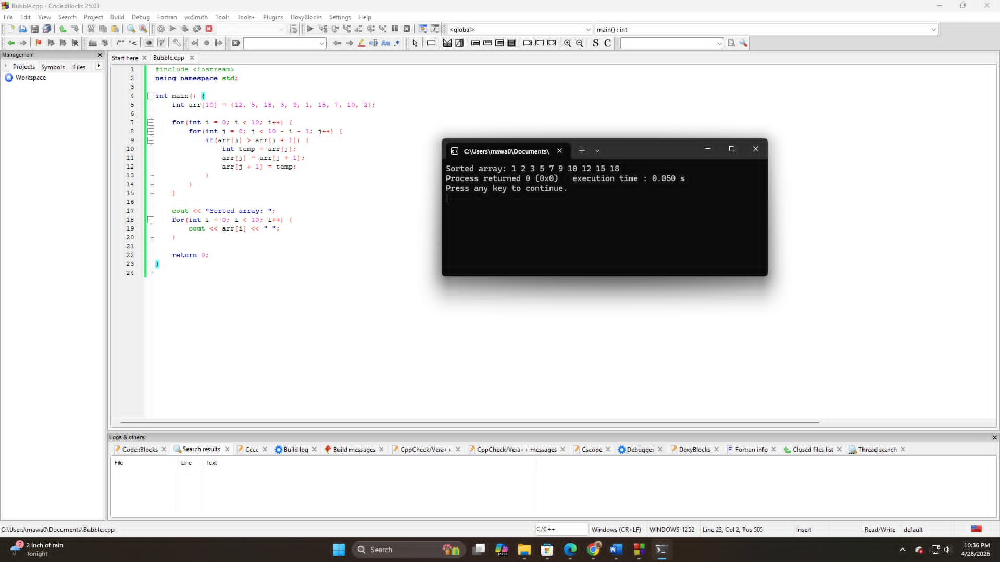 Bubble.cpp - Code::Blocks 25.03
File Edit View Search Project Build Debug Fortran wxSmith Tools Tools+ Plugins DoxyBlocks Settings Help
<global> main() : int
Management
Projects Symbols Files
Workspace
Start here Bubble.cpp
1 #include <iostream>
2 using namespace std;
3
4 int main() {
5 int arr[10] = {12, 5, 18, 3, 9, 1, 15, 7, 10, 2};
6
7 for(int i = 0; i < 10; i++) {
8 for(int j = 0; j < 10 - i - 1; j++) {
9 if(arr[j] > arr[j + 1]) {
10 int temp = arr[j];
11 arr[j] = arr[j + 1];
12 arr[j + 1] = temp;
13 }
14 }
15 }
16
17 cout << "Sorted array: ";
18 for(int i = 0; i < 10; i++) {
19 cout << arr[i] << " ";
20 }
21
22 return 0;
23 }
24
C:\Users\mawa0\Documents\
Sorted array: 1 2 3 5 7 9 10 12 15 18
Process returned 0 (0x0) execution time : 0.050 s
Press any key to continue.
Logs & others
Code::Blocks Search results Cccc Build log Build messages CppCheck/Vera++ CppCheck/Vera++ messages Cscope Debugger DoxyBlocks Fortran info Closed files list Thread search
File Line Text
C:\Users\mawa0\Documents\Bubble.cpp C/C++ Windows (CR+LF) WINDOWS-1252 Line 23, Col 2, Pos 505 Insert Read/Write default
2 2 inch of rain
Tonight
Search
M365
10:36 PM
4/28/2026